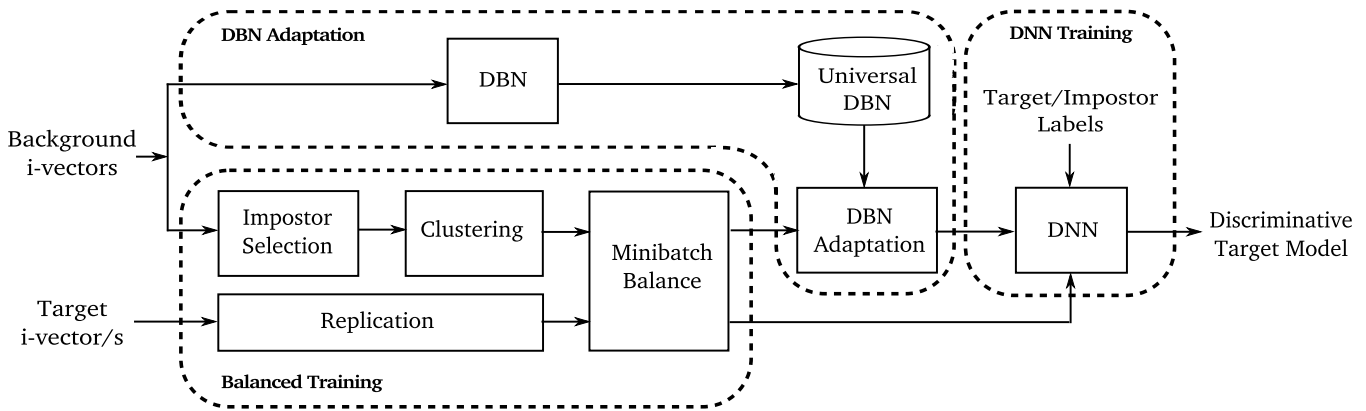 DBN Adaptation
DNN Training
DBN
Universal
DBN
Target/Impostor
Labels
Background
i-vectors
Impostor
Selection
Clustering
Minibatch
Balance
DBN
Adaptation
DNN
Discriminative
Target Model
Target
i-vector/s
Replication
Balanced Training